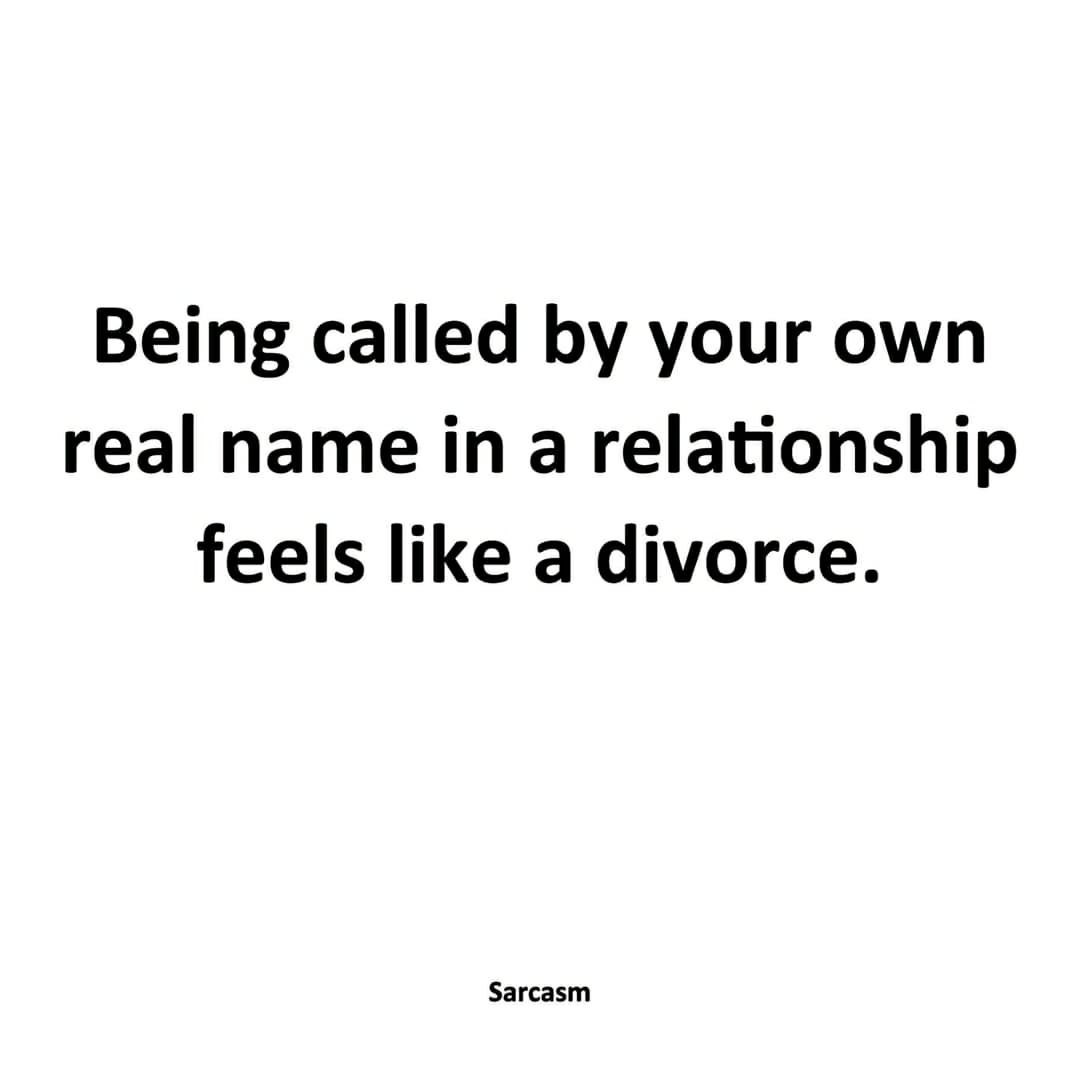 Being called by your own
real name in a relationship
feels like a divorce.
Sarcasm